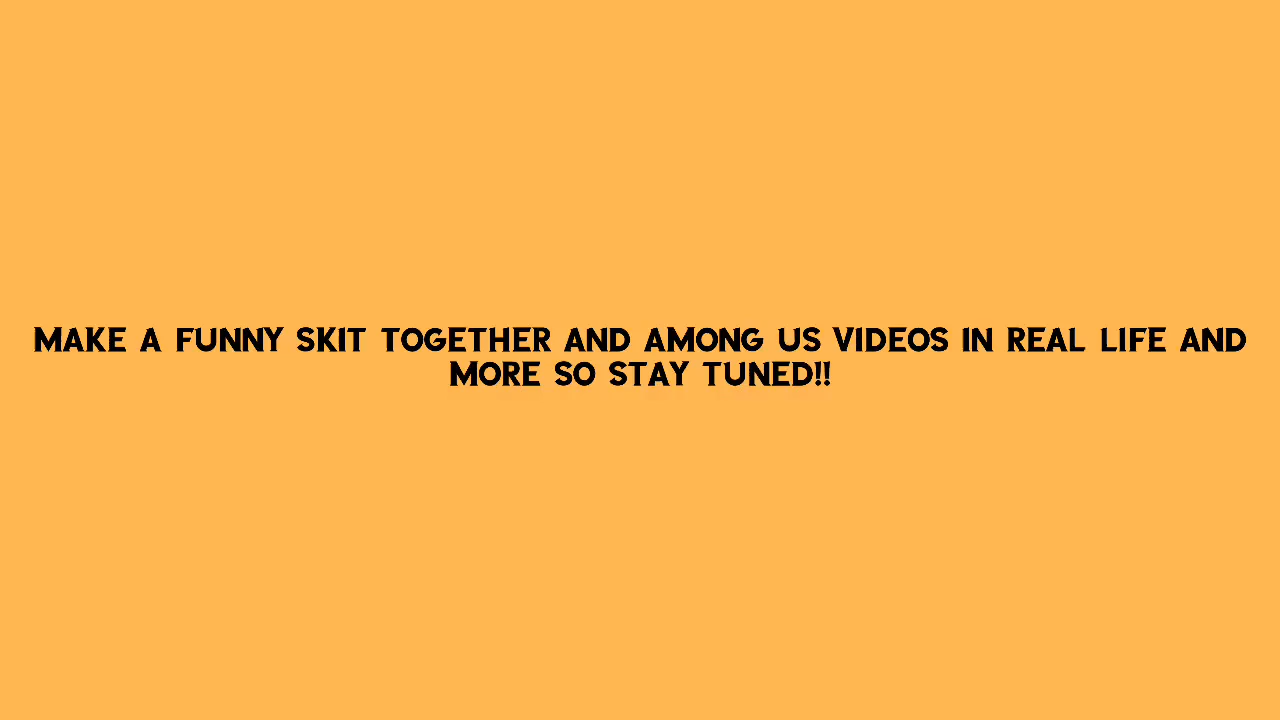 MAKE A FUNNY SKIT TOGETHER AND AMONG US VIDEOS IN REAL LIFE AND
MORE SO STAY TUNED!!